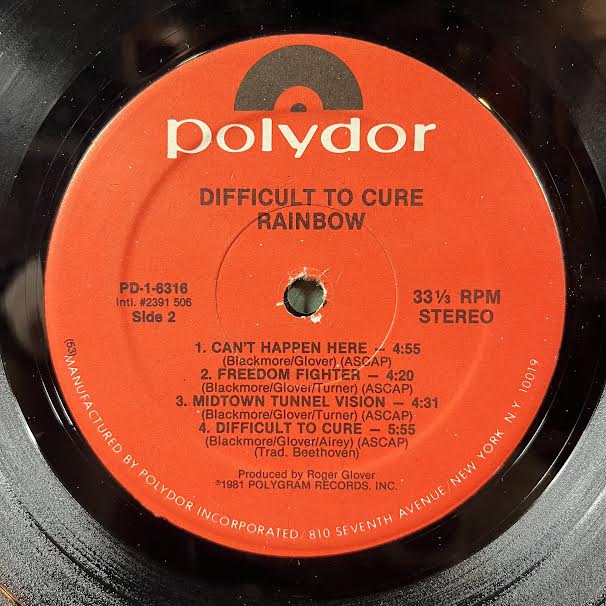 polydor
DIFFICULT TO CURE
RAINBOW
PD-1-6316
Intl. #2391 506
Side 2
33⅓ RPM
STEREO
1. CAN'T HAPPEN HERE — 4:55
(Blackmore/Glover) (ASCAP)
2. FREEDOM FIGHTER — 4:20
(Blackmore/Glover/Turner) (ASCAP)
3. MIDTOWN TUNNEL VISION — 4:31
(Blackmore/Glover/Turner) (ASCAP)
4. DIFFICULT TO CURE — 5:55
(Blackmore/Glover/Airey) (ASCAP)
(Trad. Beethoven)
Produced by Roger Glover
℗1981 POLYGRAM RECORDS, INC.
(53) MANUFACTURED BY POLYDOR INCORPORATED/810 SEVENTH AVENUE/NEW YORK N.Y. 10019